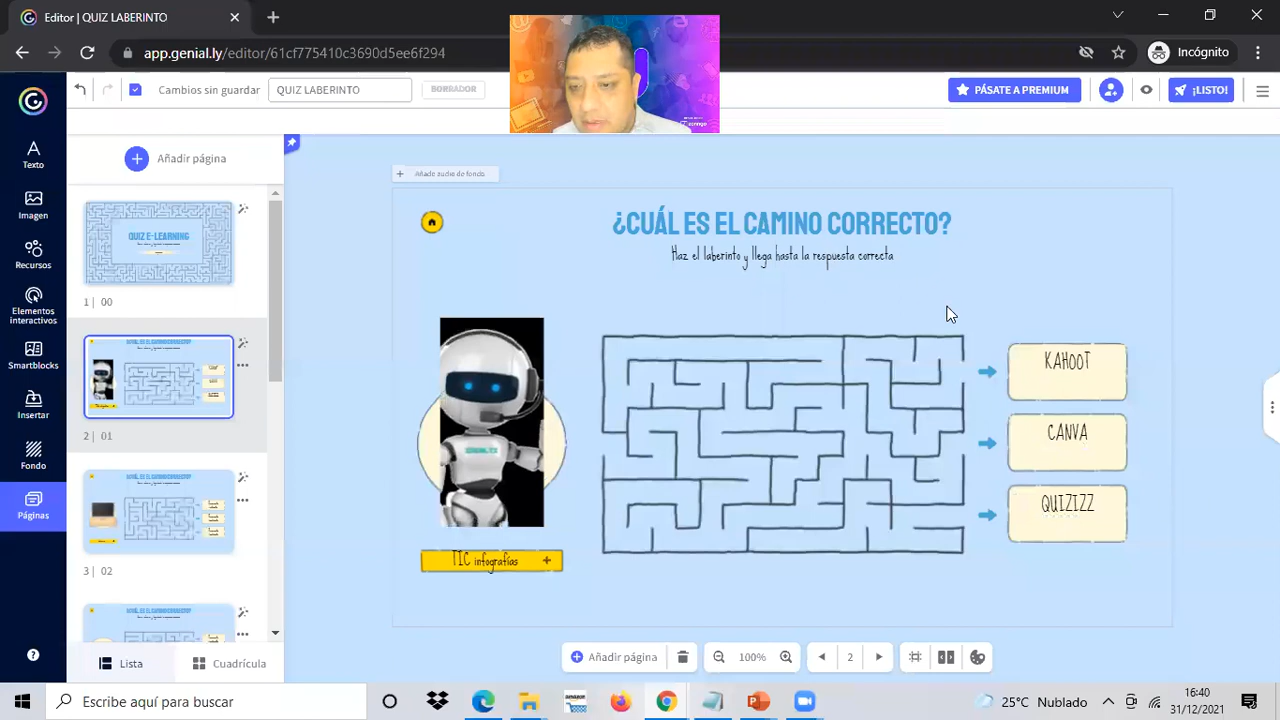 Editor | QUIZ LABERINTO
app.genial.ly/editor/61cf775410c3690d5ee6f294
Incógnito
Cambios sin guardar
QUIZ LABERINTO
BORRADOR
PÁSATE A PREMIUM
¡LISTO!
Texto
Imagen
Recursos
Elementos
interactivos
Smartblocks
Insertar
Fondo
Páginas
Añadir página
QUIZ E-LEARNING
1 | 00
2 | 01
3 | 02
Lista
Cuadrícula
Añade audio de fondo
¿CUÁL ES EL CAMINO CORRECTO?
Haz el laberinto y llega hasta la respuesta correcta
KAHOOT
CANVA
QUIZIZZ
TIC infografías
Añadir página
100%
2
Escribe aquí para buscar
25°C Nublado
6:40
31/12/2021